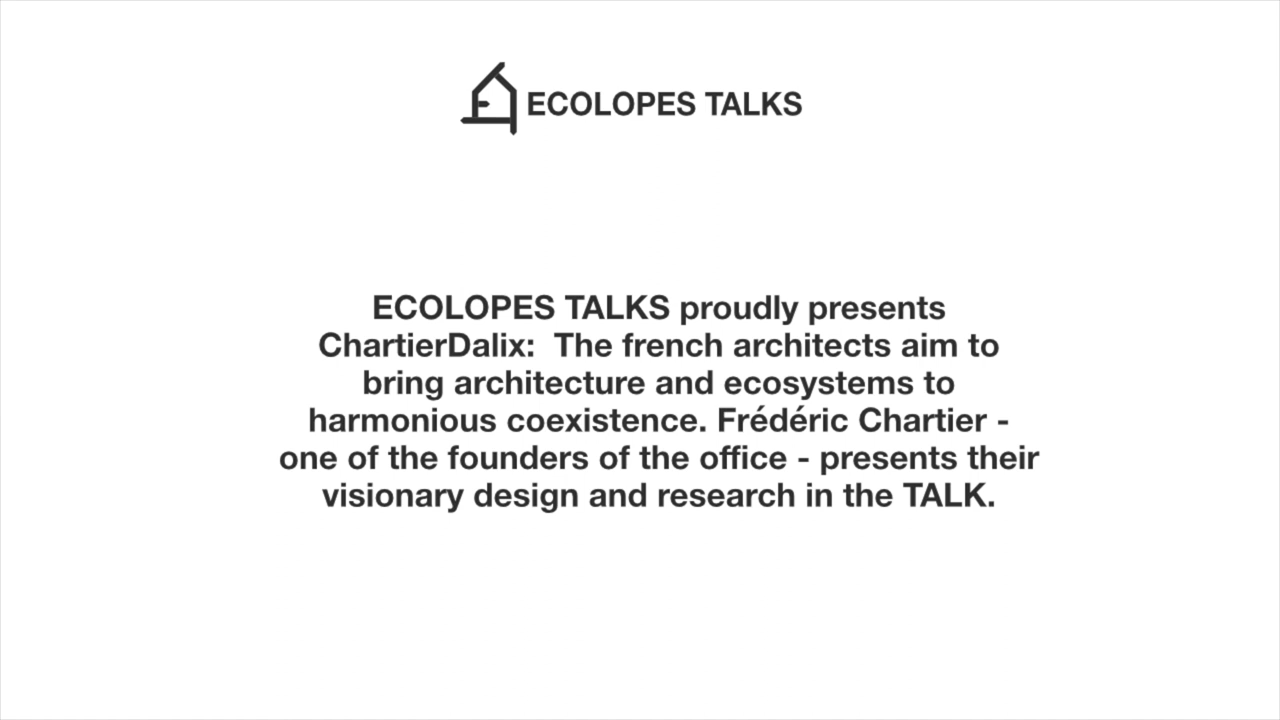 ECOLOPES TALKS
ECOLOPES TALKS proudly presents
ChartierDalix:  The french architects aim to
bring architecture and ecosystems to
harmonious coexistence. Frédéric Chartier -
one of the founders of the office - presents their
visionary design and research in the TALK.